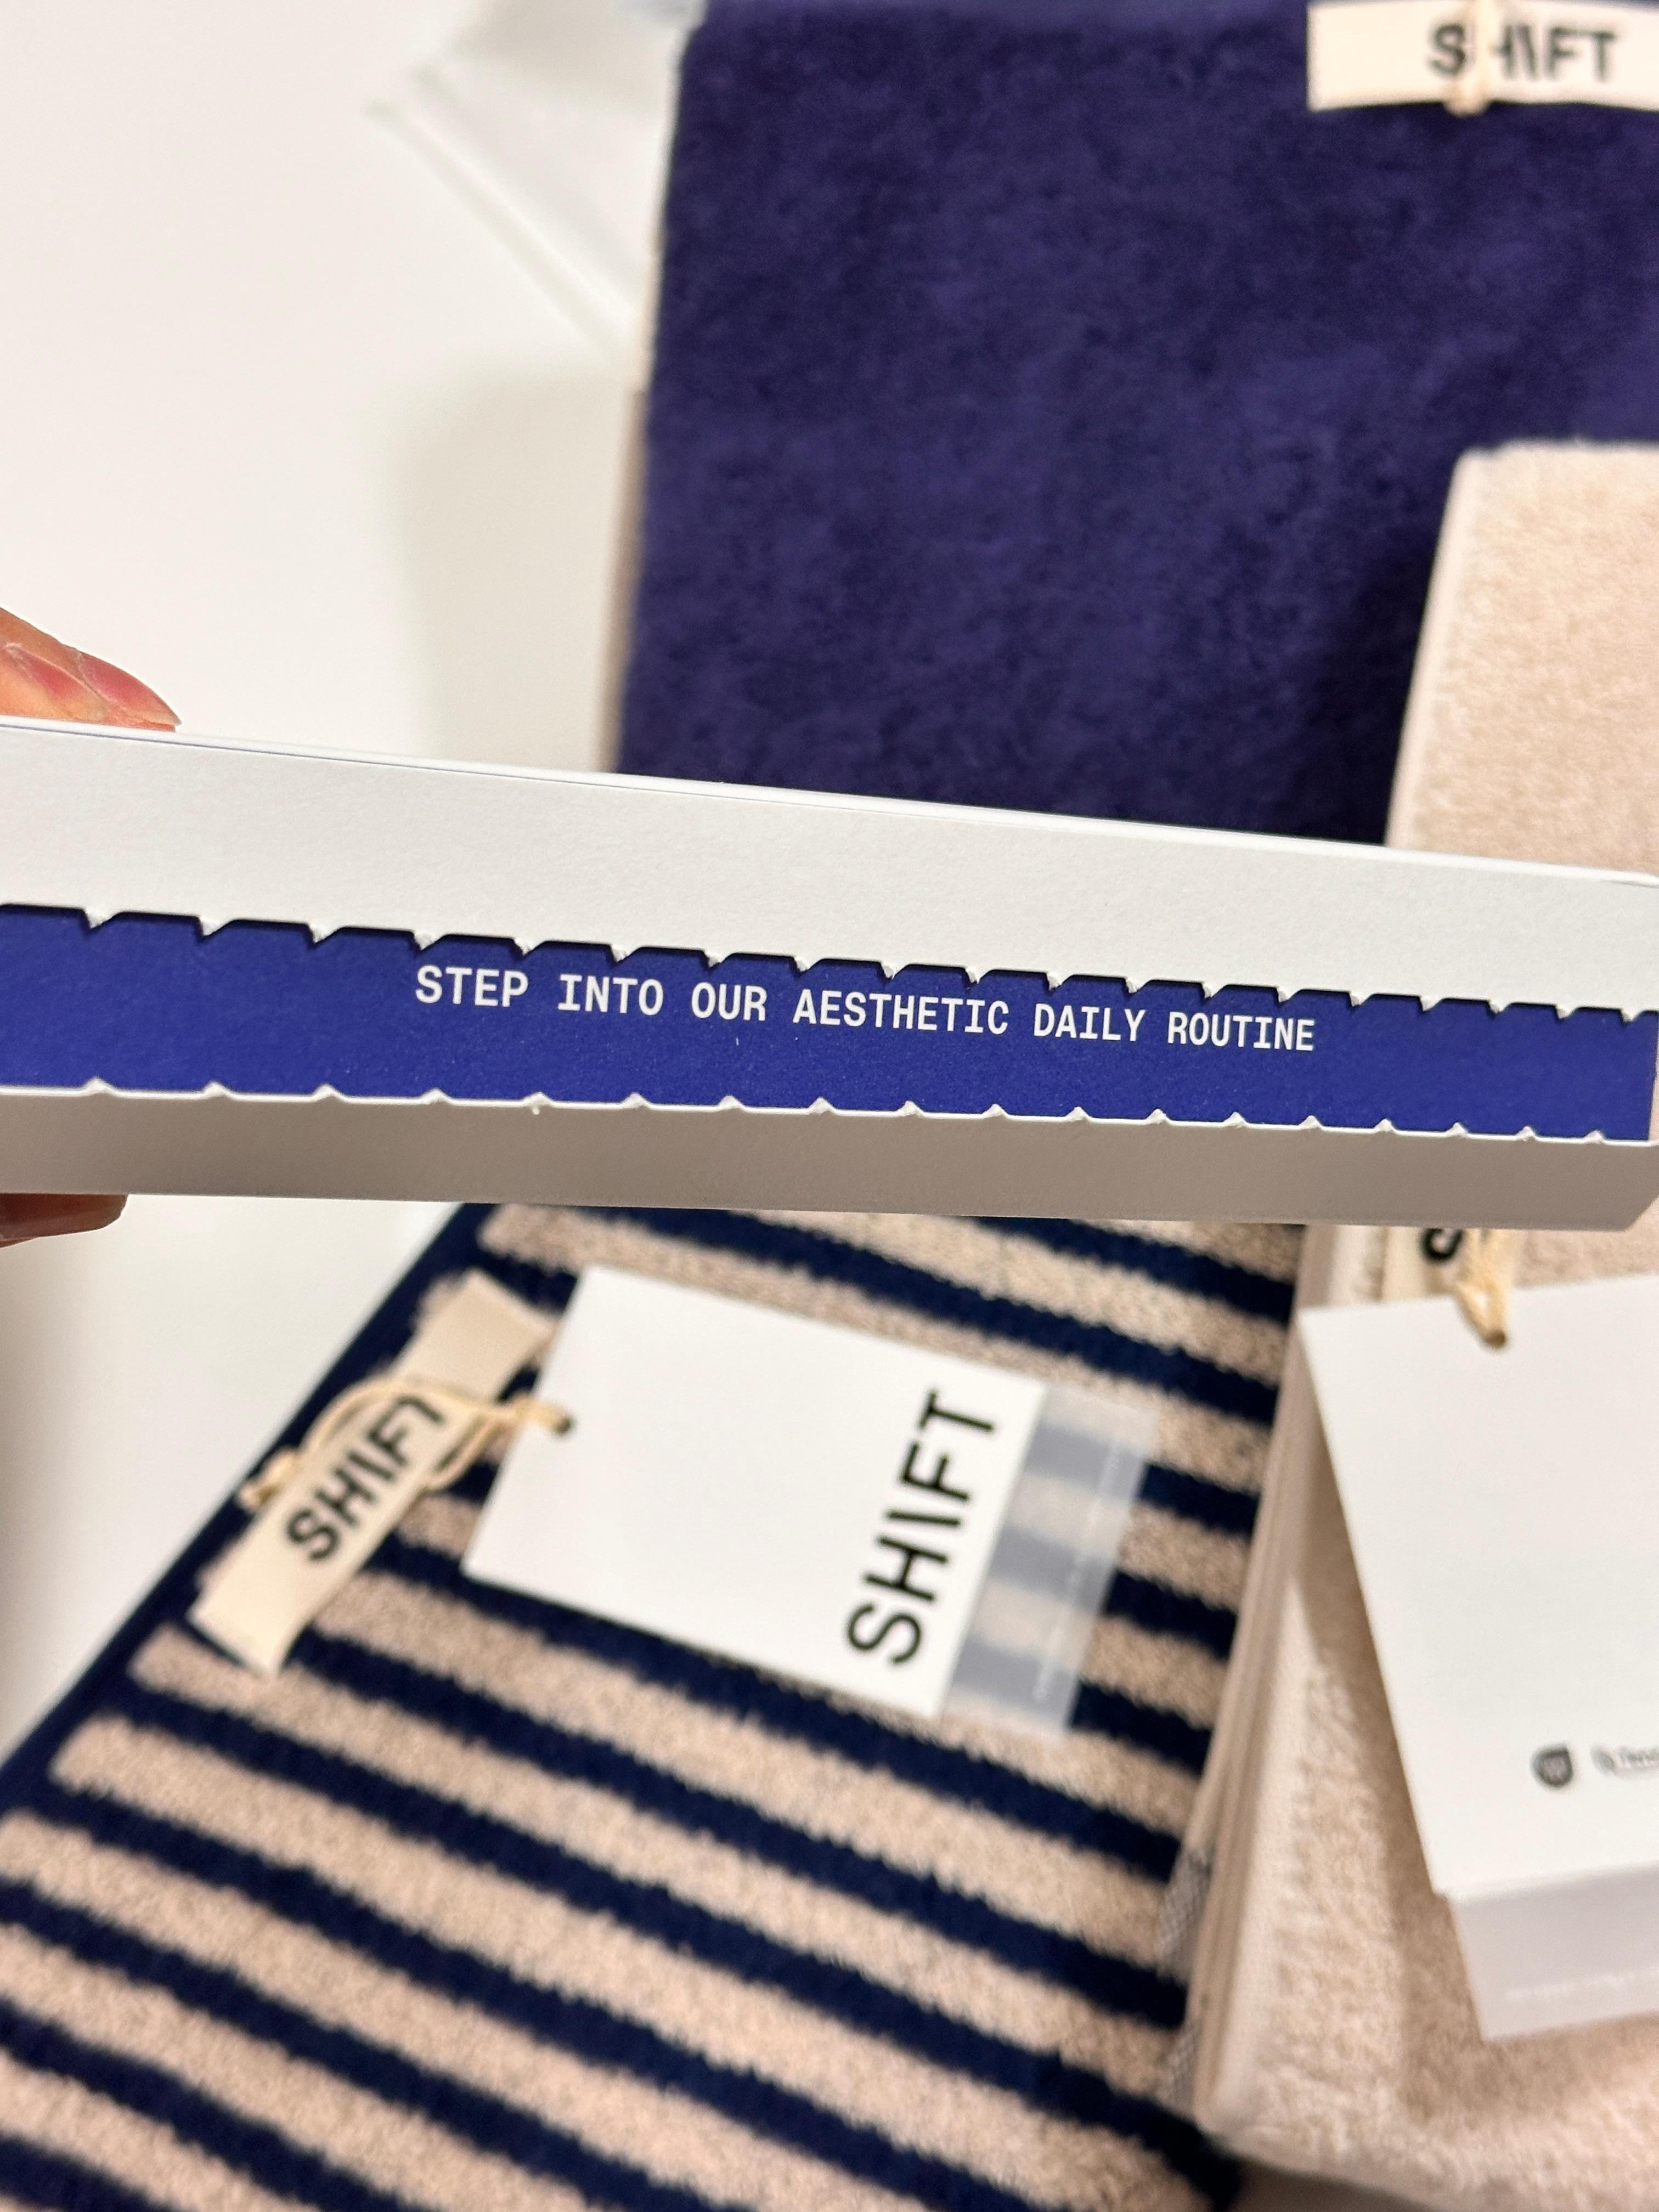 SH\FT
STEP INTO OUR AESTHETIC DAILY ROUTINE
SH\FT
SH\FT